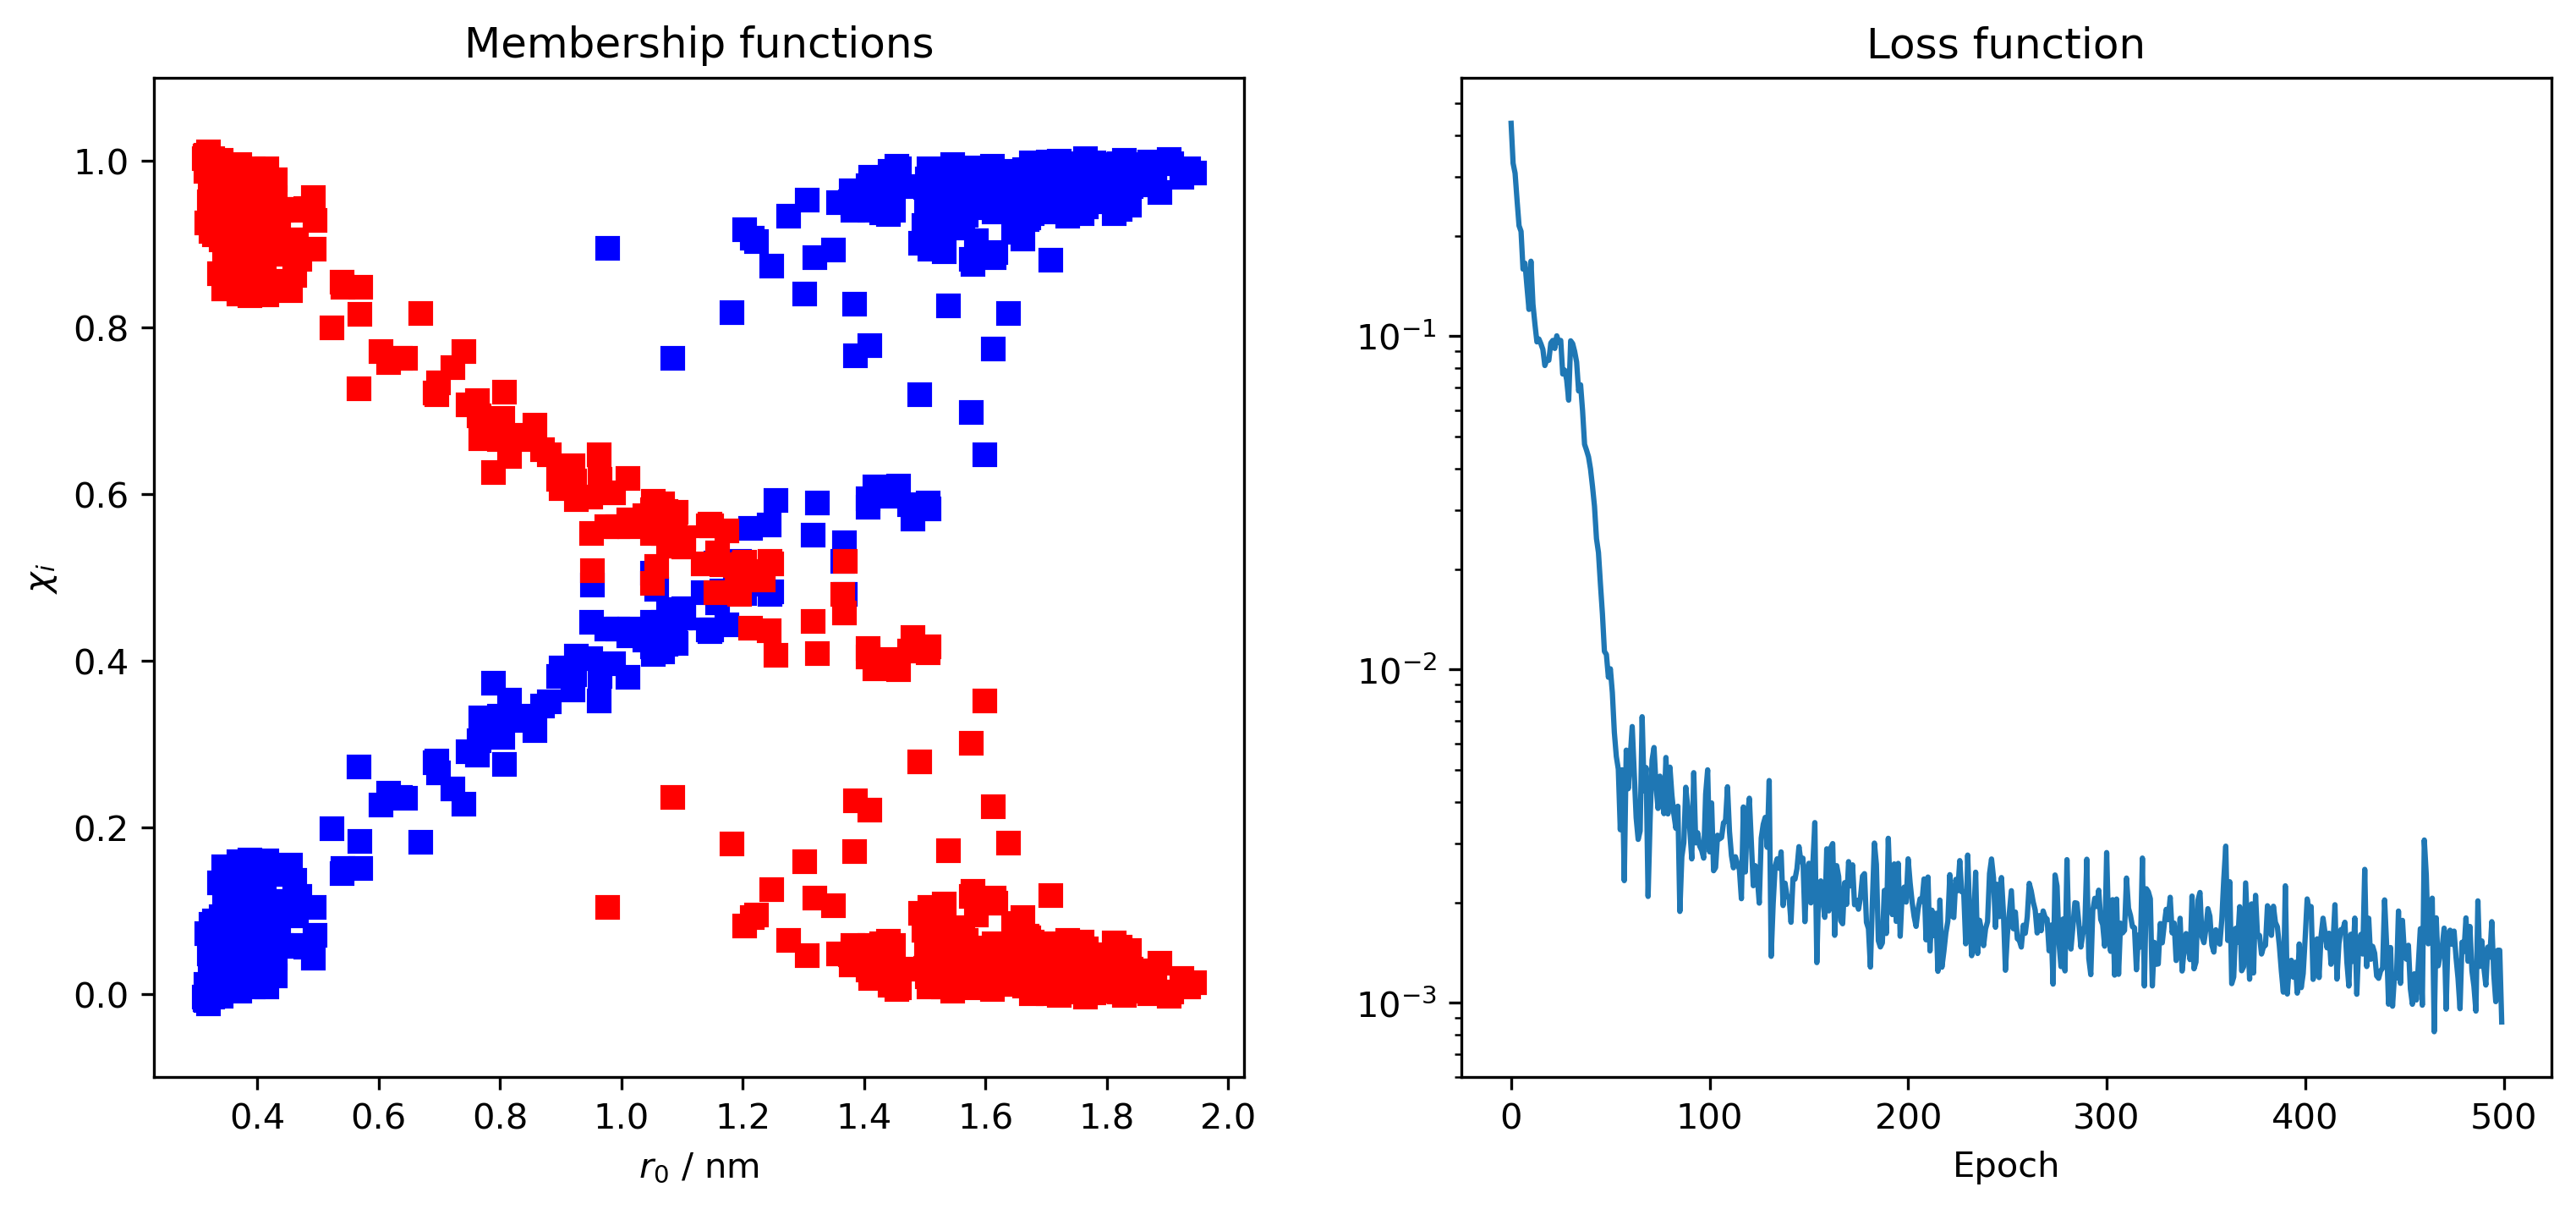 Membership functions
χᵢ
1.0
0.8
0.6
0.4
0.2
0.0
0.4 0.6 0.8 1.0 1.2 1.4 1.6 1.8 2.0
r₀ / nm
Loss function
10⁻¹
10⁻²
10⁻³
0 100 200 300 400 500
Epoch